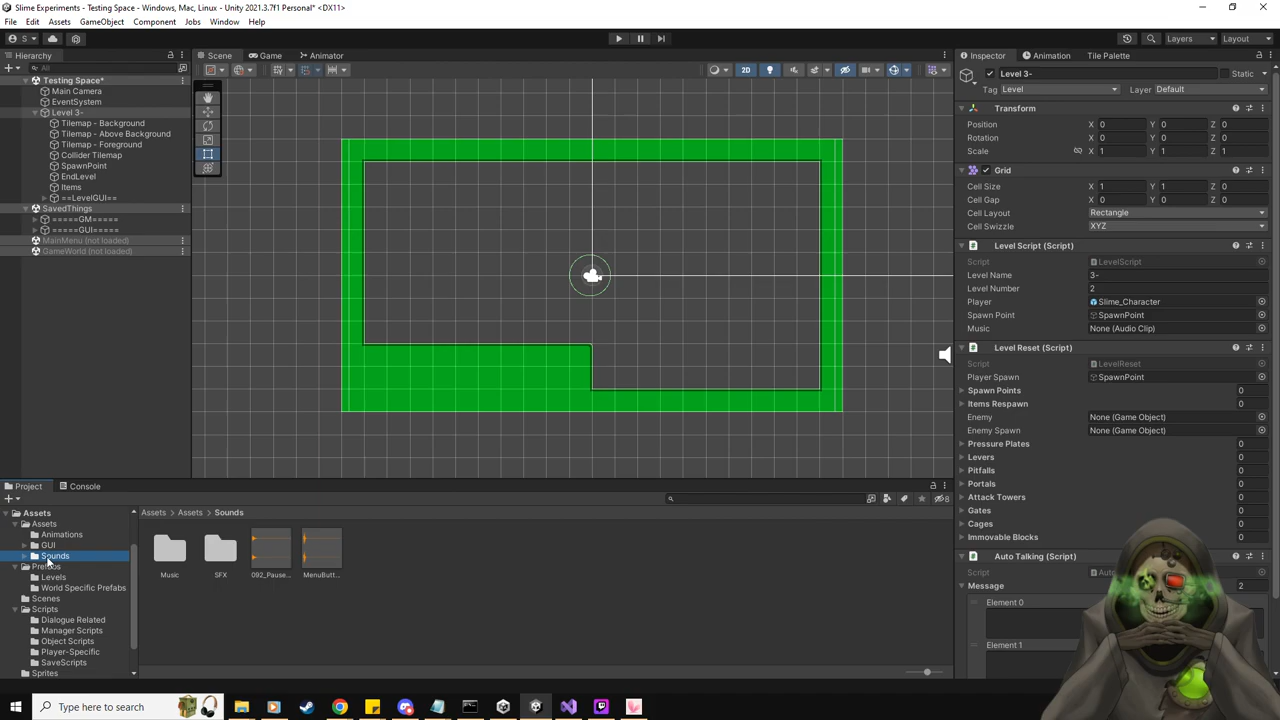 Slime Experiments - Testing Space - Windows, Mac, Linux - Unity 2021.3.7f1 Personal* <DX11>
File Edit Assets GameObject Component Jobs Window Help
S
Layers Layout
Hierarchy
All
Testing Space*
Main Camera
EventSystem
Level 3-
Tilemap - Background
Tilemap - Above Background
Tilemap - Foreground
Collider Tilemap
SpawnPoint
EndLevel
Items
==LevelGUI==
SavedThings
=====GM=====
=====GUI=====
MainMenu (not loaded)
GameWorld (not loaded)
Scene Game Animator
2D
Inspector Animation Tile Palette
Level 3- Static
Tag Level Layer Default
Transform
Position X 0 Y 0 Z 0
Rotation X 0 Y 0 Z 0
Scale X 1 Y 1 Z 1
Grid
Cell Size X 1 Y 1 Z 0
Cell Gap X 0 Y 0 Z 0
Cell Layout Rectangle
Cell Swizzle XYZ
Level Script (Script)
Script LevelScript
Level Name 3-
Level Number 2
Player Slime_Character
Spawn Point SpawnPoint
Music None (Audio Clip)
Level Reset (Script)
Script LevelReset
Player Spawn SpawnPoint
Spawn Points 0
Items Respawn 0
Enemy None (Game Object)
Enemy Spawn None (Game Object)
Pressure Plates 0
Levers 0
Pitfalls 0
Portals 0
Attack Towers 0
Gates 0
Cages 0
Immovable Blocks 0
Auto Talking (Script)
Script
Message 2
Element 0
Element 1
Project Console
8
Assets
Assets
Animations
GUI
Sounds
Prefabs
Levels
World Specific Prefabs
Scenes
Scripts
Dialogue Related
Manager Scripts
Object Scripts
Player-Specific
SaveScripts
Sprites
Assets > Assets > Sounds
Music SFX 092_Pause... MenuButt...
Type here to search